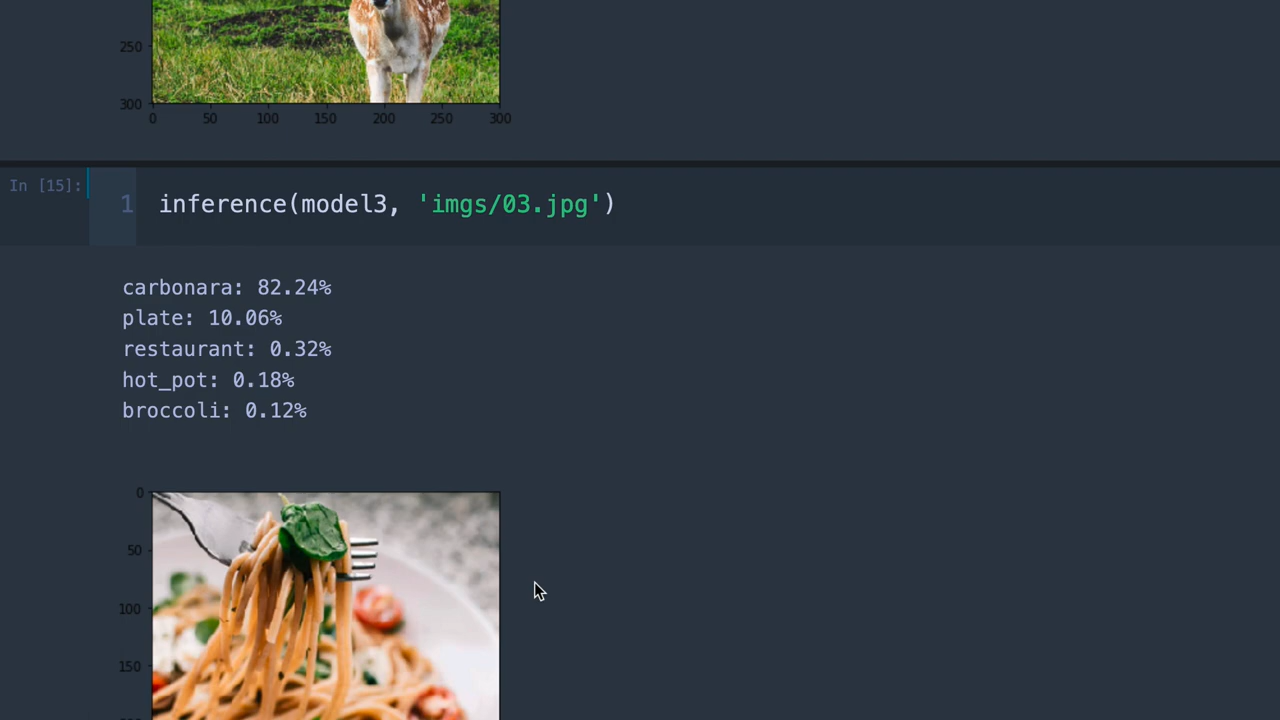 250
300
0 50 100 150 200 250 300
In [15]:
1 inference(model3, 'imgs/03.jpg')
carbonara: 82.24%
plate: 10.06%
restaurant: 0.32%
hot_pot: 0.18%
broccoli: 0.12%
0
50
100
150